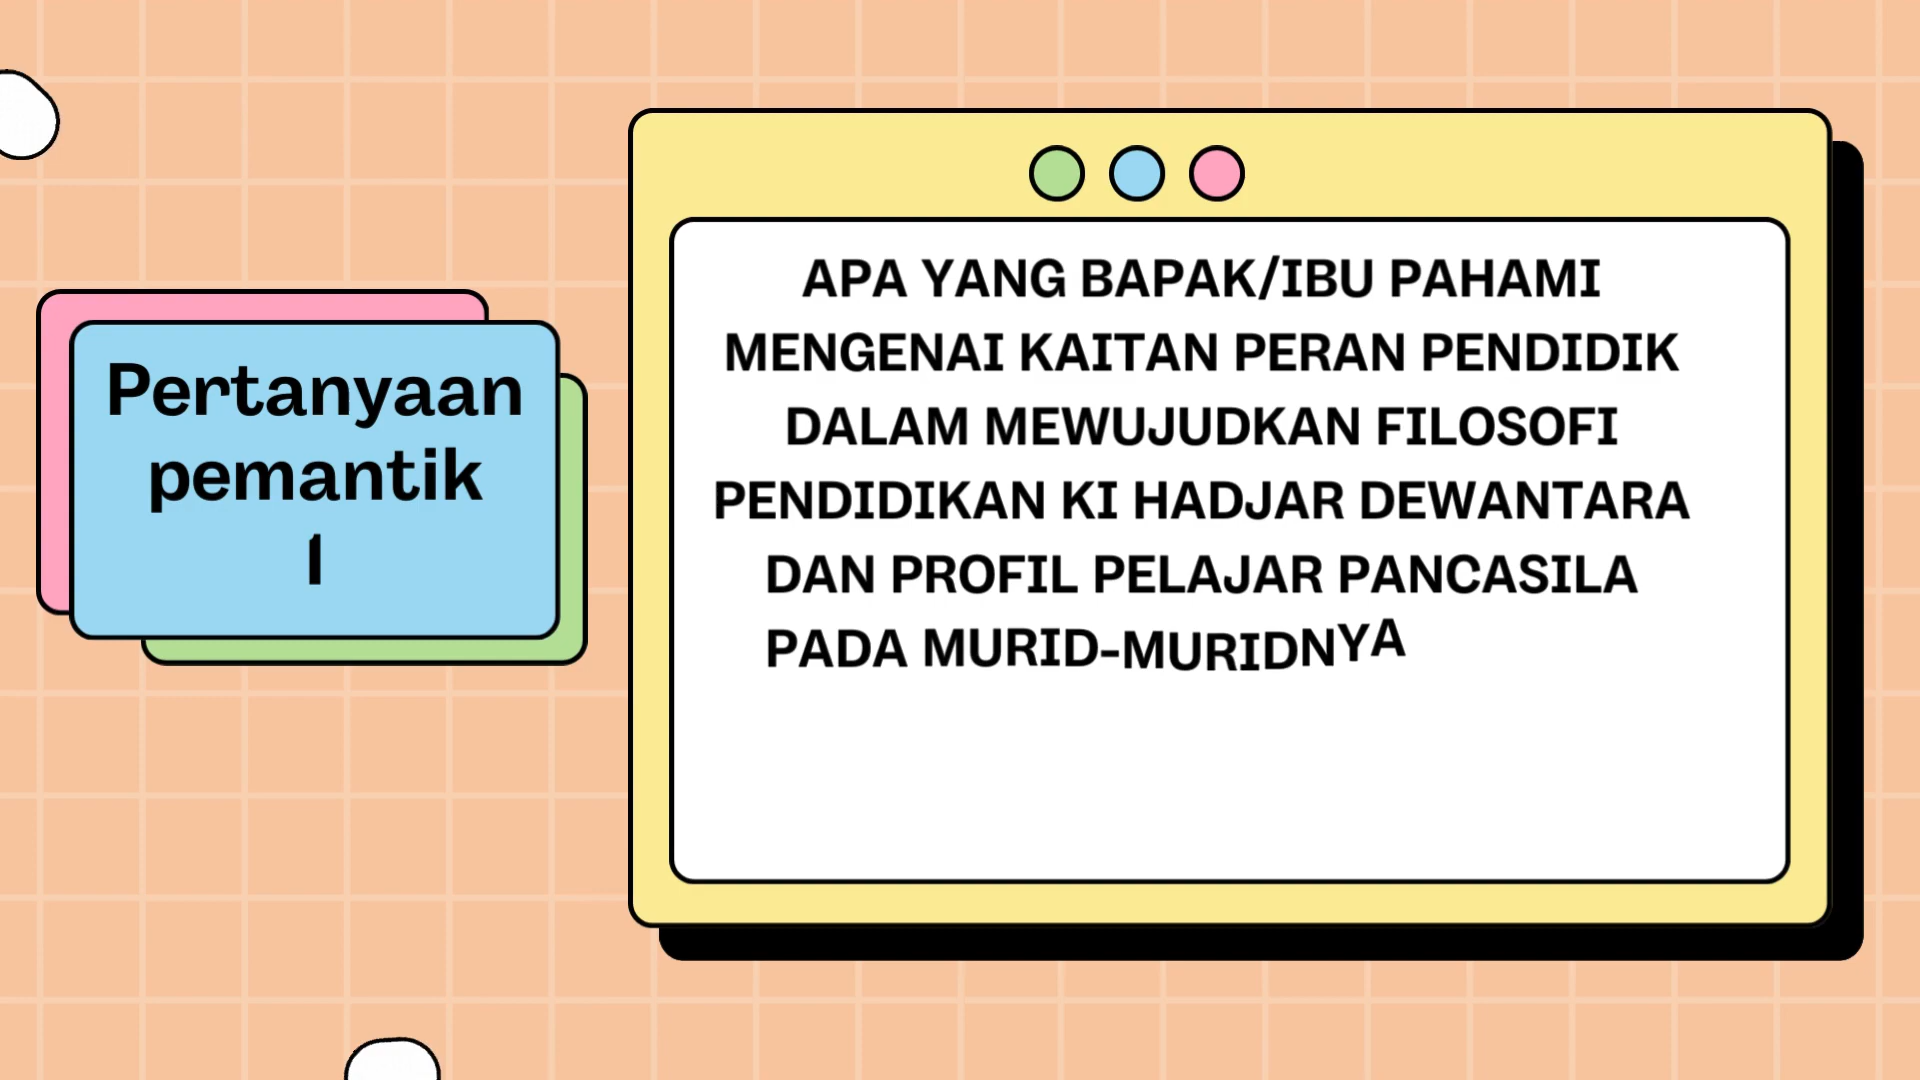 Pertanyaan
pemantik
1
APA YANG BAPAK/IBU PAHAMI
MENGENAI KAITAN PERAN PENDIDIK
DALAM MEWUJUDKAN FILOSOFI
PENDIDIKAN KI HADJAR DEWANTARA
DAN PROFIL PELAJAR PANCASILA
PADA MURID-MURIDNYA